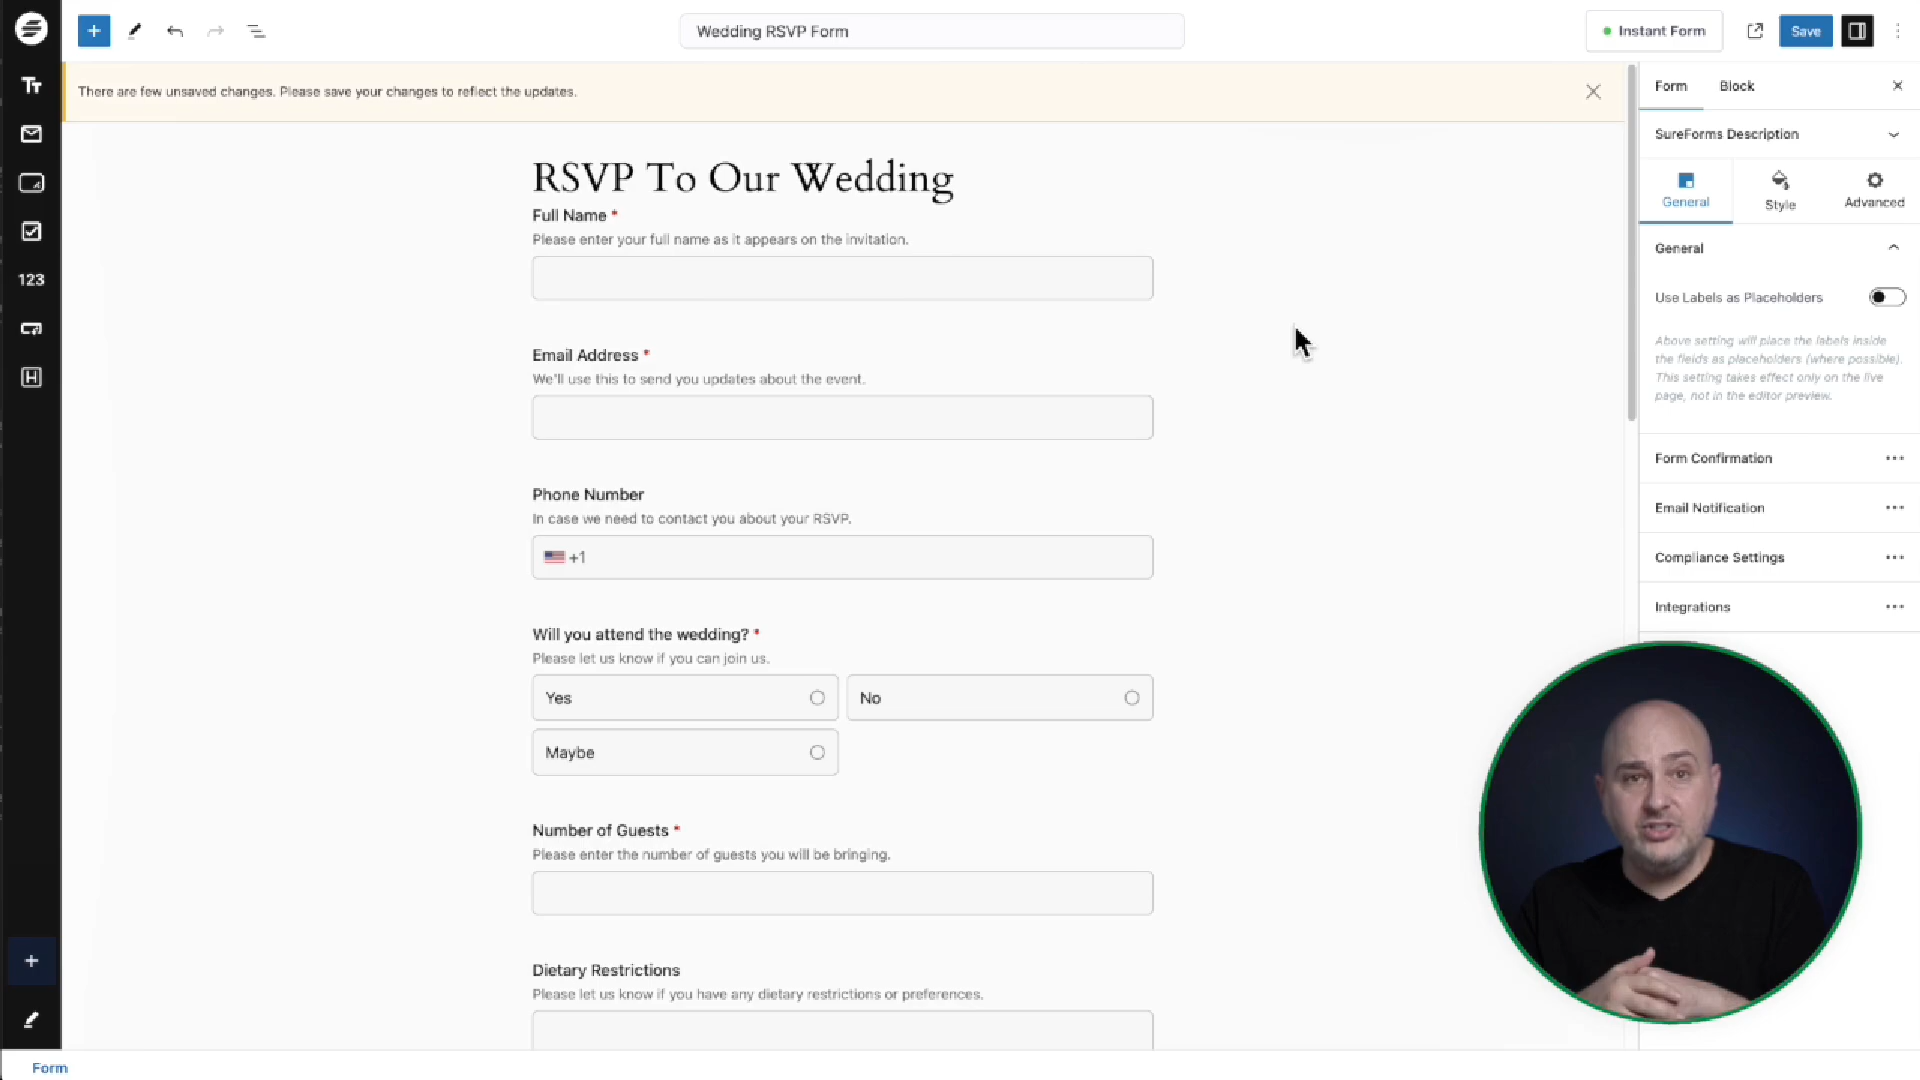 Wedding RSVP Form
Instant Form
Save
There are few unsaved changes. Please save your changes to reflect the updates.
RSVP To Our Wedding
Full Name *
Please enter your full name as it appears on the invitation.
Email Address *
We'll use this to send you updates about the event.
Phone Number
In case we need to contact you about your RSVP.
+1
Will you attend the wedding? *
Please let us know if you can join us.
Yes
No
Maybe
Number of Guests *
Please enter the number of guests you will be bringing.
Dietary Restrictions
Please let us know if you have any dietary restrictions or preferences.
Form
Block
SureForms Description
General
Style
Advanced
General
Use Labels as Placeholders
Above setting will place the labels inside
the fields as placeholders (where possible).
This setting takes effect only on the live
page, not in the editor preview.
Form Confirmation
Email Notification
Compliance Settings
Integrations
Tт
123
H
Form